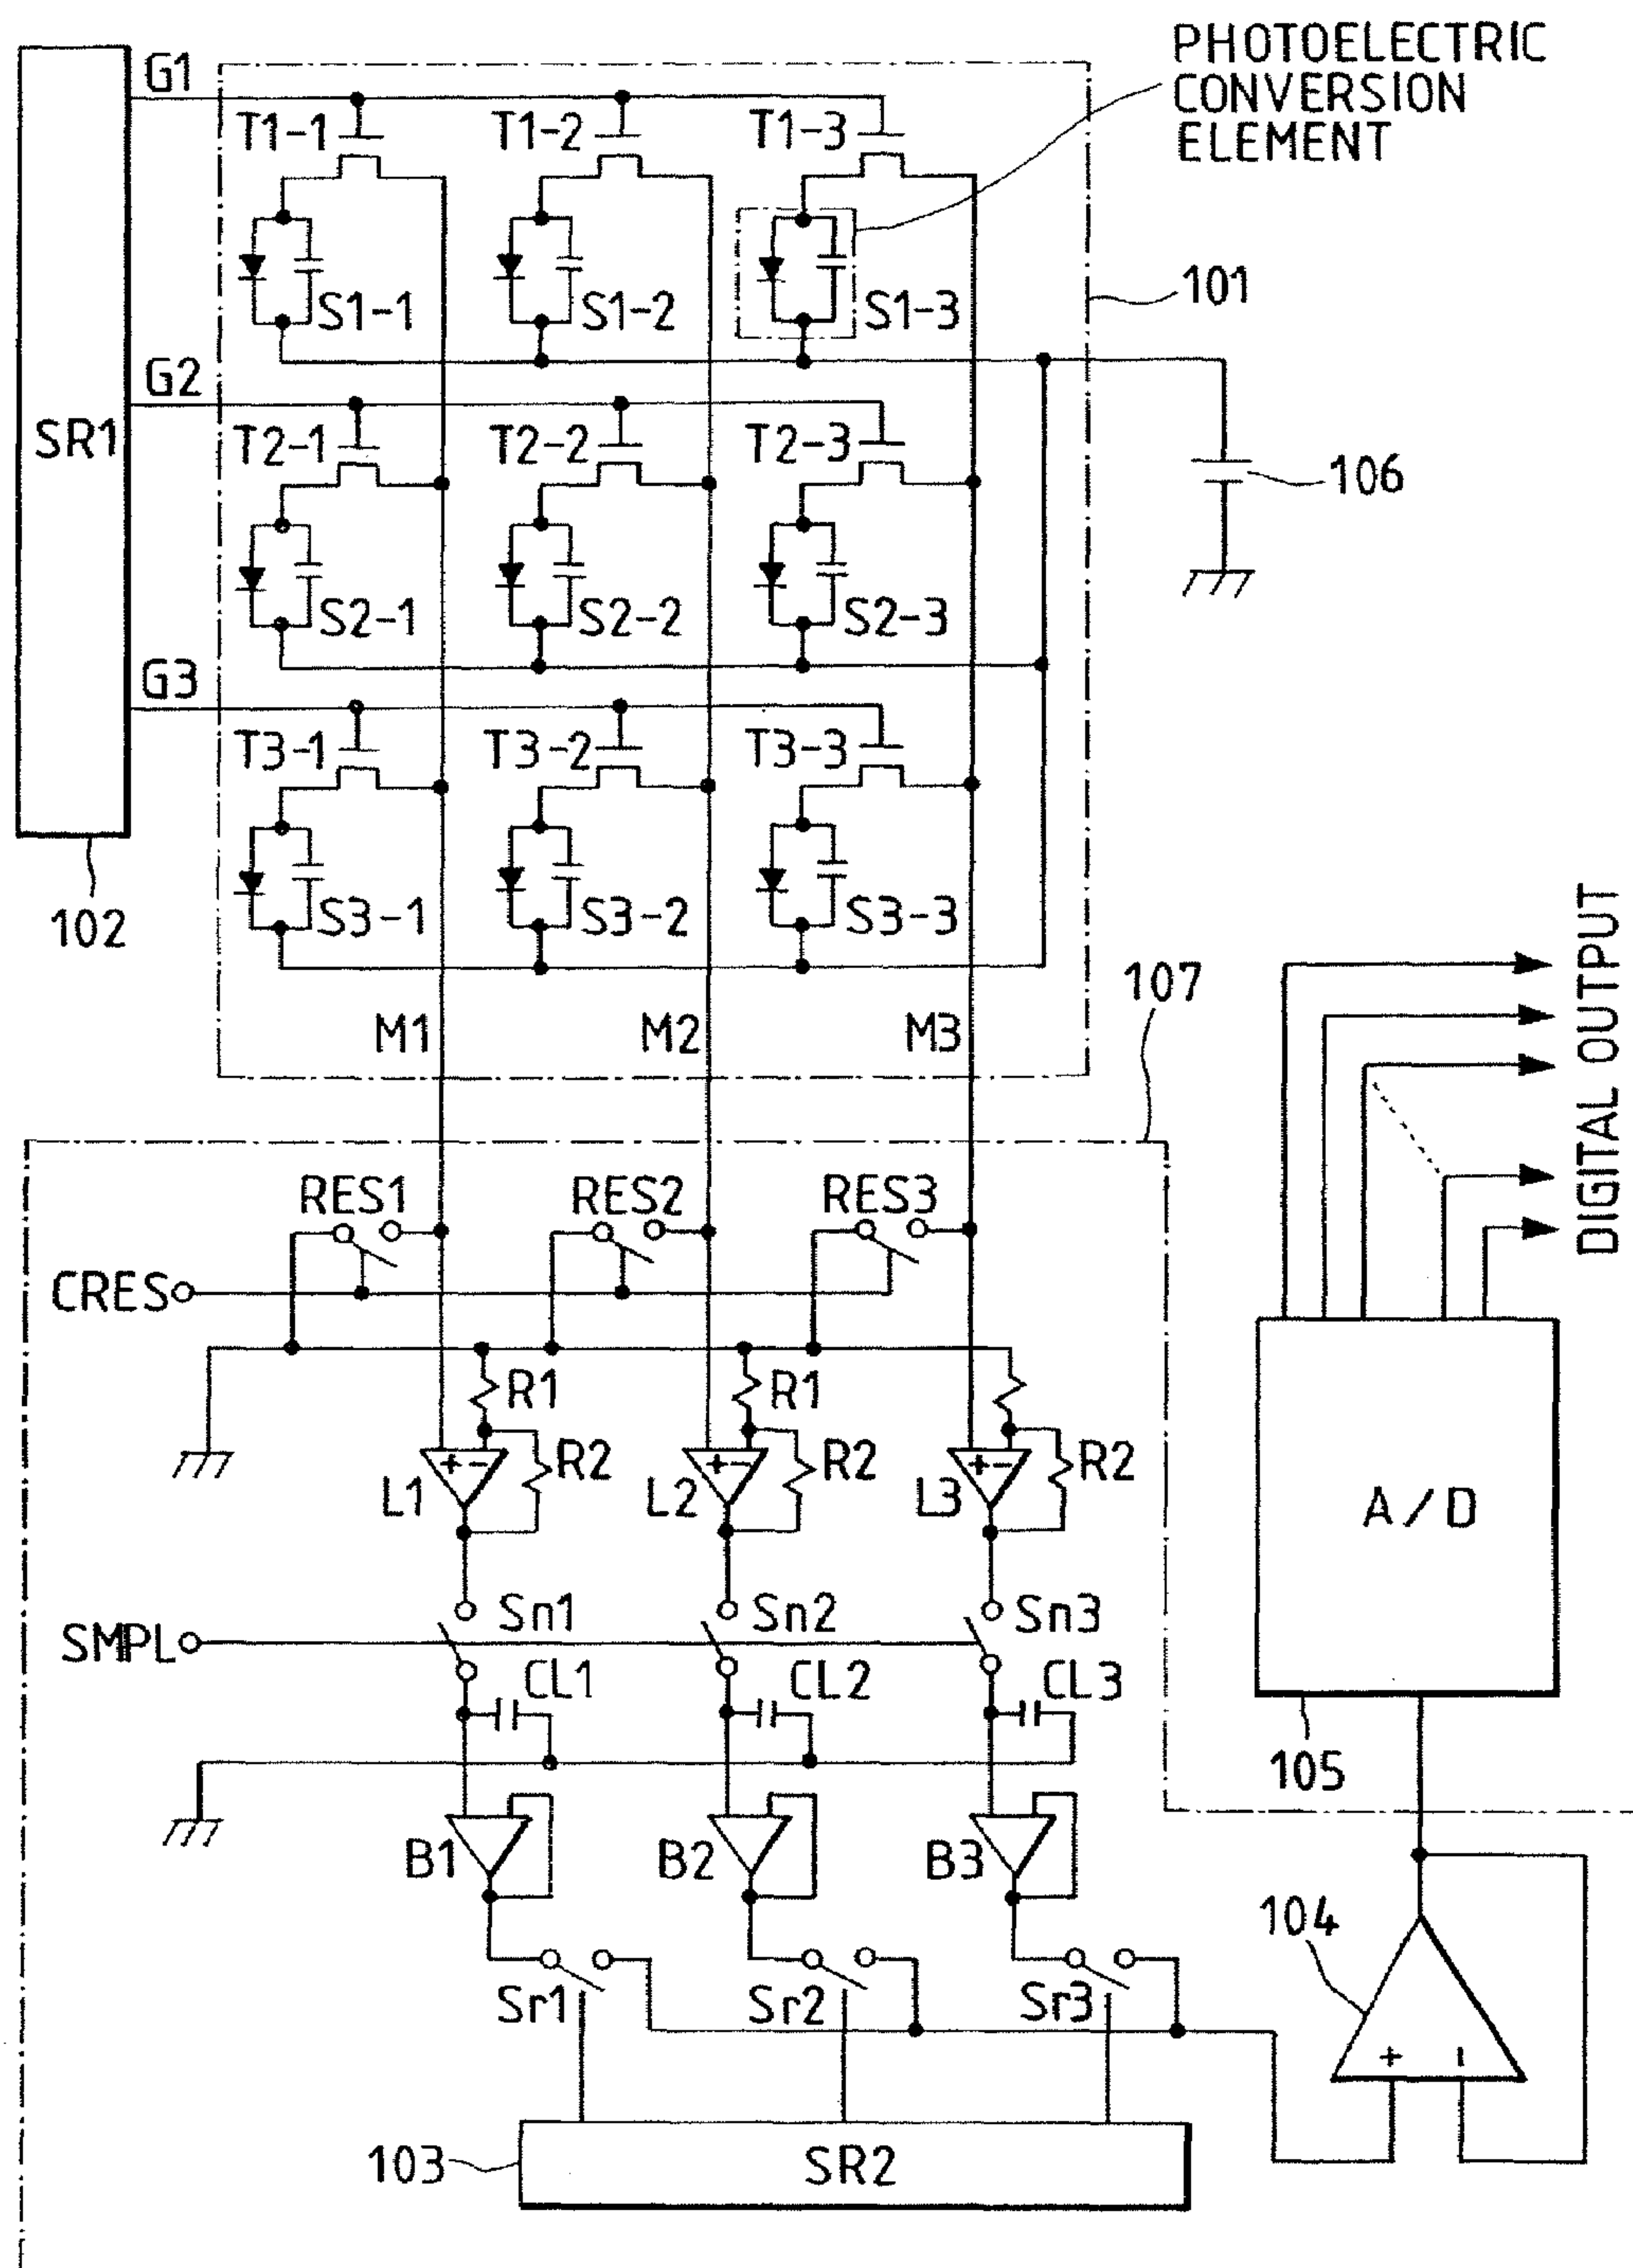 PHOTOELECTRIC
CONVERSION
ELEMENT
G1
T1-1
T1-2
T1-3
S1-1
S1-2
S1-3
101
G2
SR1
T2-1
T2-2
T2-3
106
S2-1
S2-2
S2-3
G3
T3-1
T3-2
T3-3
S3-1
S3-2
S3-3
102
107
M1
M2
M3
DIGITAL OUTPUT
RES1
RES2
RES3
CRES
R1
R1
R2
R2
R2
+ -
+ -
+ -
L1
L2
L3
A/D
Sn1
Sn2
Sn3
SMPL
CL1
CL2
CL3
105
B1
B2
B3
104
Sr1
Sr2
Sr3
+ -
103
SR2